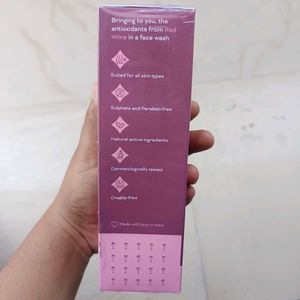 Bringing to you, the
antioxidants from Red
Wine in a face wash
Suited for all skin types
Sulphate and Paraben-free
Natural active ingredients
Dermatologically tested
Cruelty-free
Made with love in India